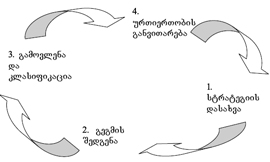 4.
ურთიერთობის
განვითარება
3. გამოვლენა
და
კლასიფიკაცია
1.
სტრატეგიის
დასახვა
2. გეგმის
შედგენა